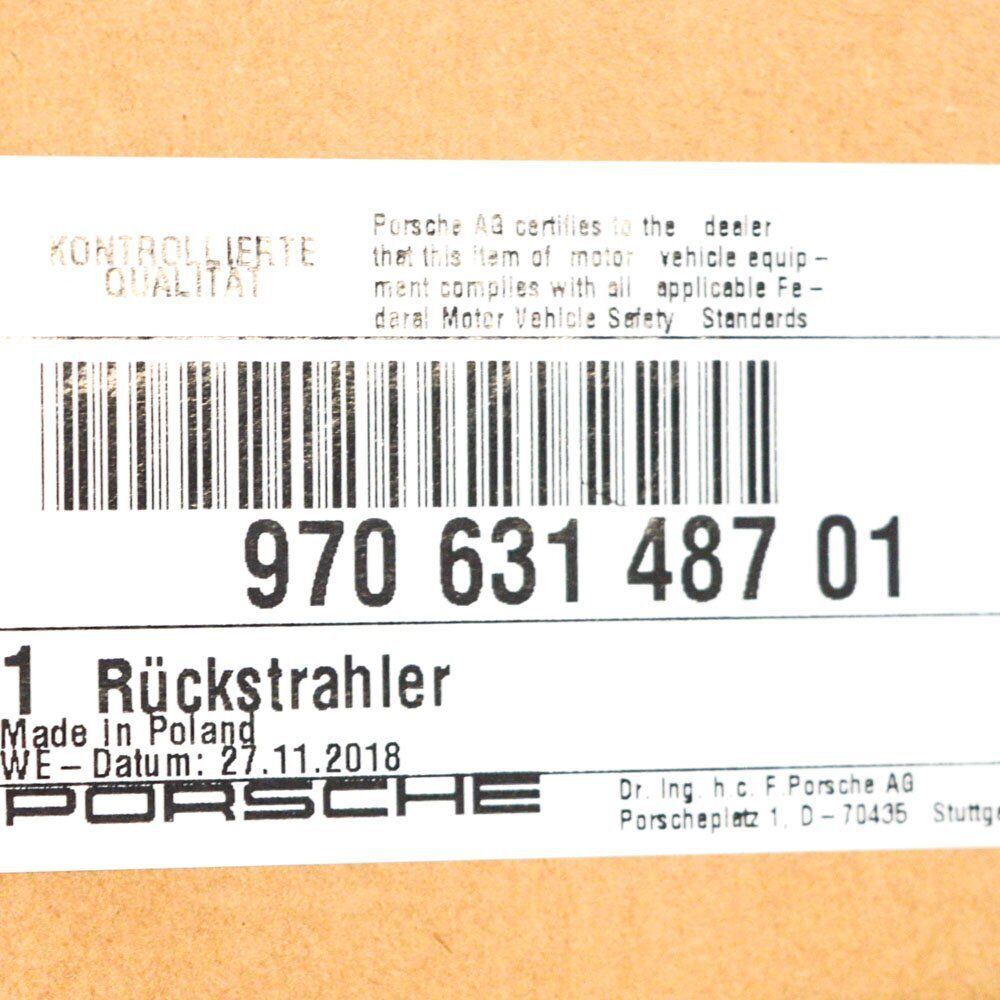 KONTROLLIERTE
QUALITÄT
Porsche AG certifies to the dealer
that this item of motor vehicle equip-
ment complies with all applicable Fe-
deral Motor Vehicle Safety Standards
970 631 487 01
1 Rückstrahler
Made in Poland
WE-Datum: 27.11.2018
PORSCHE
Dr. Ing. h.c. F.Porsche AG
Porscheplatz 1, D-70435